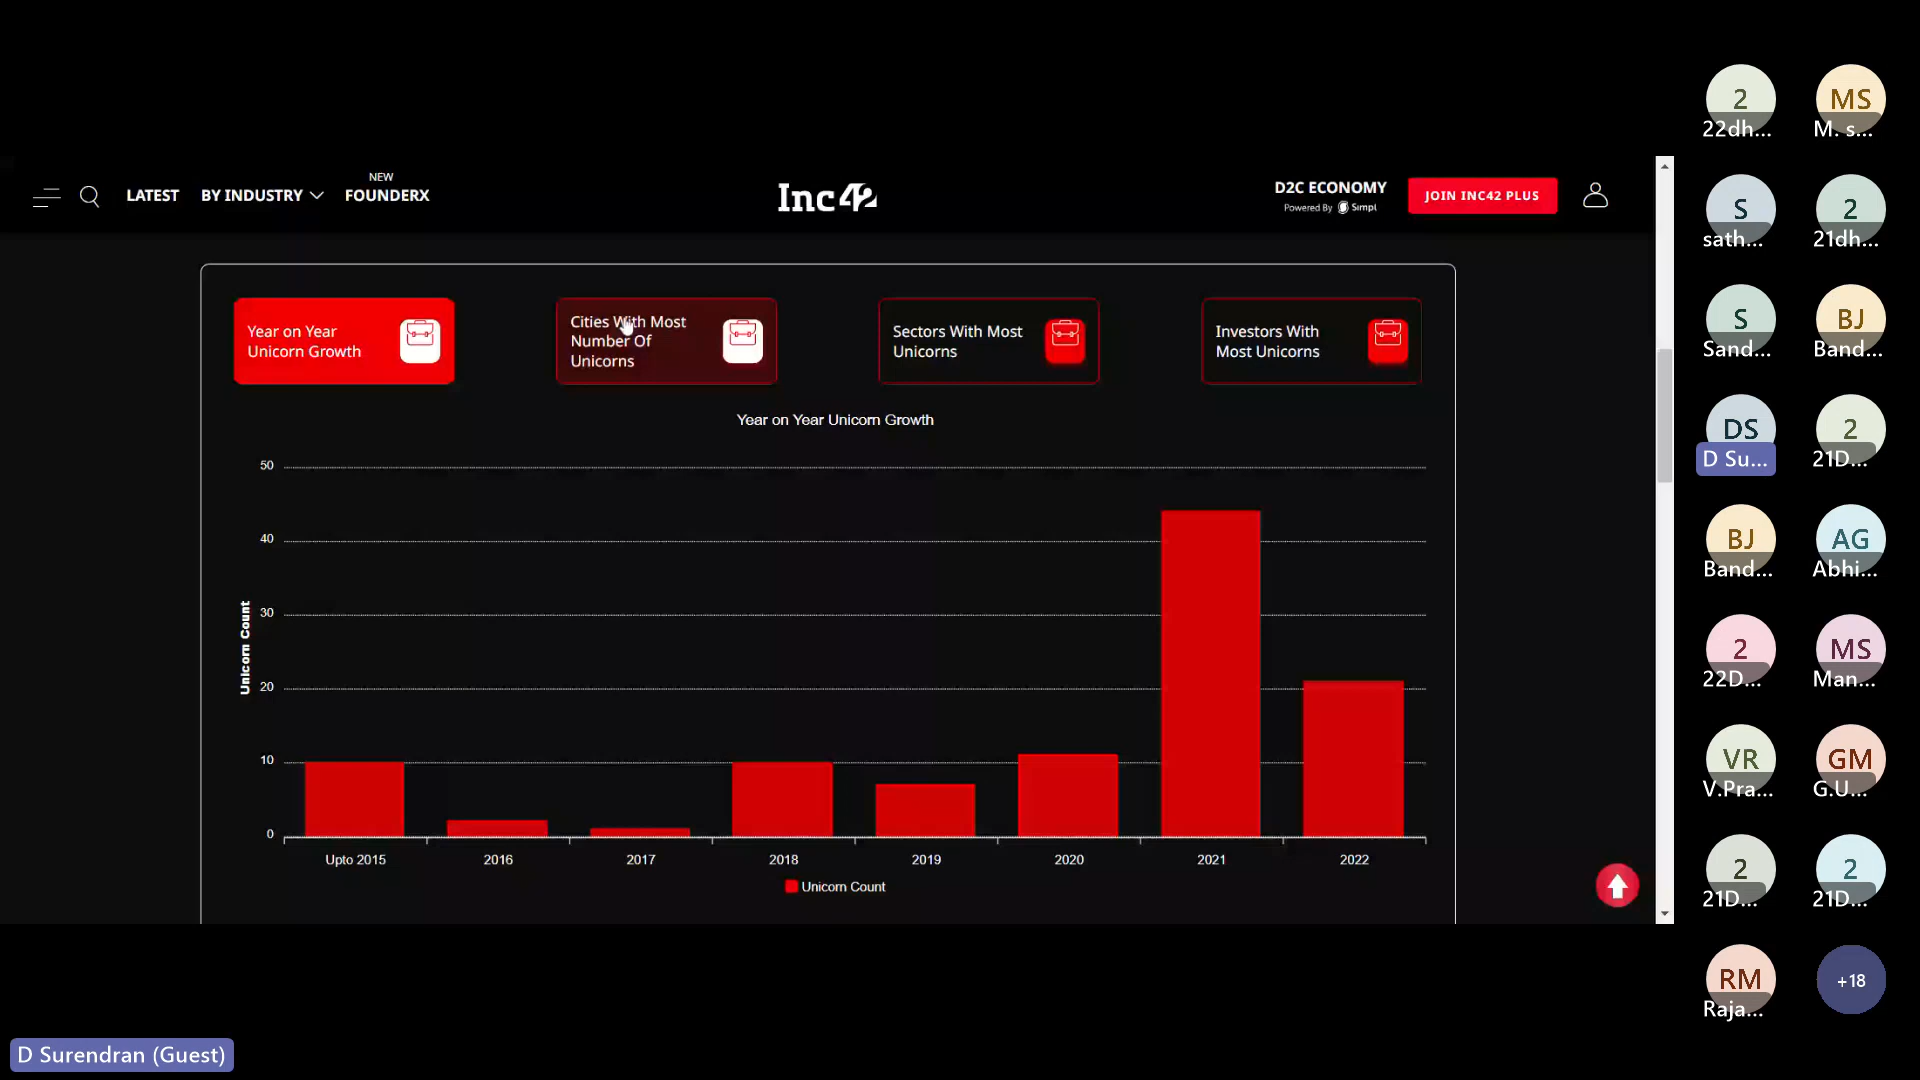 LATEST
BY INDUSTRY
NEW
FOUNDERX
Inc42
D2C ECONOMY
Powered By Simpl
JOIN INC42 PLUS
Year on Year
Unicorn Growth
Cities With Most
Number Of
Unicorns
Sectors With Most
Unicorns
Investors With
Most Unicorns
Year on Year Unicorn Growth
Unicorn Count
50
40
30
20
10
0
Upto 2015
2016
2017
2018
2019
2020
2021
2022
Unicorn Count
2
22dh...
MS
M. s...
S
sath...
2
21dh...
S
Sand...
BJ
Band...
DS
D Su...
2
21D...
BJ
Band...
AG
Abhi...
2
22D...
MS
Man...
VR
V.Pra...
GM
G.U...
2
21D...
2
21D...
RM
Raja...
+18
D Surendran (Guest)